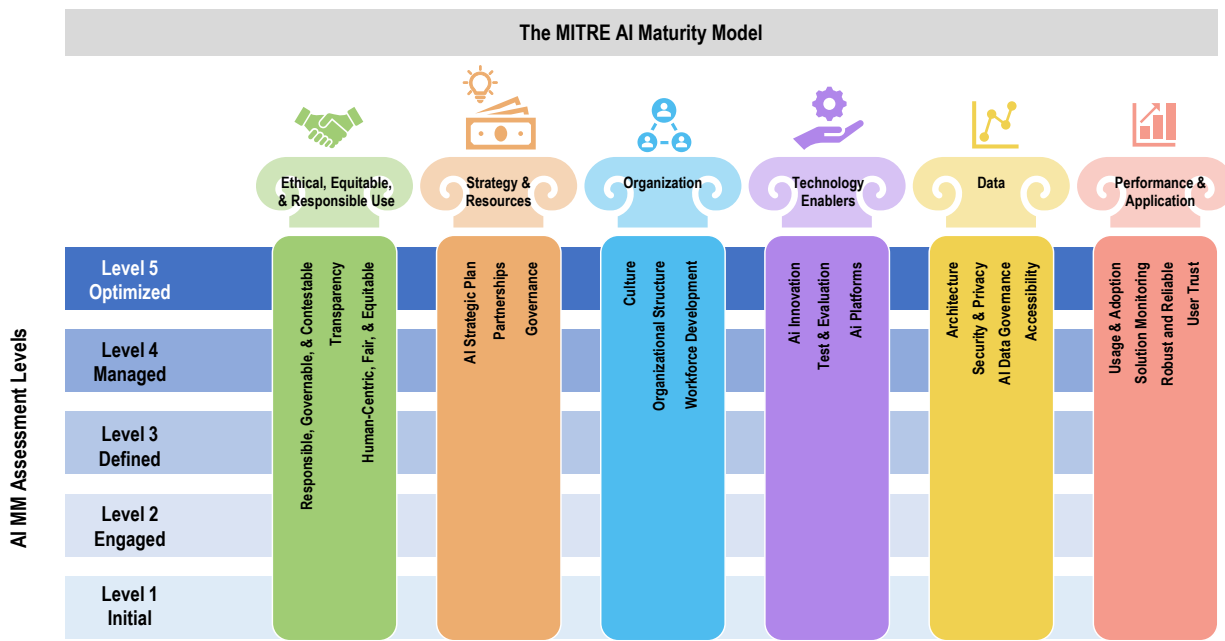 The MITRE AI Maturity Model
Ethical, Equitable,
& Responsible Use
Strategy &
Resources
Organization
Technology
Enablers
Data
Performance &
Application
AI MM Assessment Levels
Level 5
Optimized
Level 4
Managed
Level 3
Defined
Level 2
Engaged
Level 1
Initial
Responsible, Governable, & Contestable
Transparency
Human-Centric, Fair, & Equitable
AI Strategic Plan
Partnerships
Governance
Culture
Organizational Structure
Workforce Development
Ai Innovation
Test & Evaluation
Ai Platforms
Architecture
Security & Privacy
AI Data Governance
Accessibility
Usage & Adoption
Solution Monitoring
Robust and Reliable
User Trust